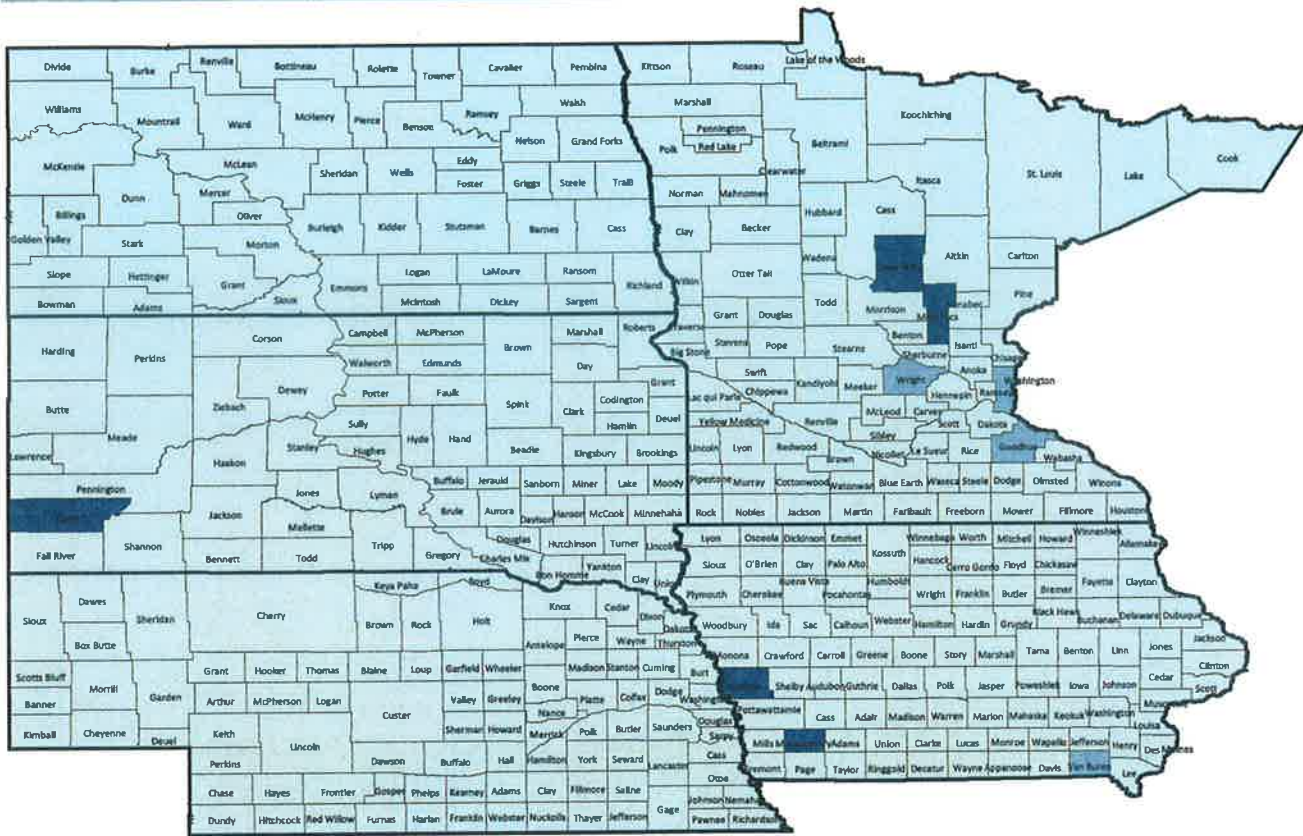 Divide Burke Renville Bottineau Rolette Towner Cavalier Pembina Kittson Roseau Lake of the Woods
Williams Mountrail Ward McHenry Pierce Benson Ramsey Walsh Marshall Koochiching
Nelson Grand Forks Polk Pennington Red Lake Beltrami Clearwater Itasca St. Louis Lake Cook
McKenzie McLean Sheridan Wells Eddy Foster Griggs Steele Traill Norman Mahnomen
Dunn Mercer Oliver Hubbard Cass
Billings Golden Valley Stark Morton Burleigh Kidder Stutsman Barnes Cass Clay Becker
Wadena Aitkin Carlton
Slope Hettinger Grant Sioux Emmons Logan LaMoure Ransom Richland Wilkin Otter Tail
Bowman Adams McIntosh Dickey Sargent Todd Morrison Pine
Grant Douglas Benton Isanti
Harding Perkins Corson Campbell McPherson Brown Marshall Roberts Stevens Pope Stearns Sherburne
Walworth Edmunds Day Big Stone Anoka
Butte Ziebach Dewey Potter Faulk Spink Clark Codington Grant Swift Kandiyohi Meeker Wright Hennepin Washington
Hamlin Deuel Lac qui Parle Chippewa McLeod Carver
Meade Sully Hyde Hand Yellow Medicine Renville Sibley Scott Dakota
Lawrence Haakon Stanley Hughes Beadle Kingsbury Brookings Lincoln Lyon Redwood Brown Nicollet Le Sueur Rice Wabasha
Pennington Jones Lyman Buffalo Jerauld Sanborn Miner Lake Moody Pipestone Murray Cottonwood Watonwan Blue Earth Waseca Steele Dodge Olmsted Winona
Jackson Mellette Brule Aurora Davison Hanson McCook Minnehaha Rock Nobles Jackson Martin Faribault Freeborn Mower Fillmore Houston
Fall River Shannon Bennett Todd Tripp Gregory Douglas Charles Mix Hutchinson Turner Lincoln
Bon Homme Yankton Clay Union
Lyon Osceola Dickinson Emmet Kossuth Winnebago Worth Mitchell Howard Winneshiek Allamakee
Sioux O'Brien Clay Palo Alto Hancock Cerro Gordo Floyd Chickasaw
Plymouth Cherokee Buena Vista Pocahontas Humboldt Wright Franklin Butler Bremer Fayette Clayton
Sioux Dawes Sheridan Cherry Keya Paha Boyd Knox Cedar Dixon Dakota Woodbury Ida Sac Calhoun Webster Hamilton Hardin Grundy Black Hawk Buchanan Delaware Dubuque
Box Butte Brown Rock Holt Antelope Pierce Wayne Thurston
Monona Crawford Carroll Greene Boone Story Marshall Tama Benton Linn Jones Jackson
Scotts Bluff Morrill Garden Grant Hooker Thomas Blaine Loup Garfield Wheeler Madison Stanton Cuming Burt Clinton
Banner Arthur McPherson Logan Custer Valley Greeley Boone Nance Platte Colfax Dodge Washington Shelby Audubon Guthrie Dallas Polk Jasper Poweshiek Iowa Johnson Cedar Scott
Kimball Cheyenne Deuel Keith Lincoln Sherman Howard Merrick Polk Butler Saunders Douglas Sarpy Pottawattamie Cass Adair Madison Warren Marion Mahaska Keokuk Washington Louisa
Perkins Dawson Buffalo Hall Hamilton York Seward Lancaster Cass Mills Adams Union Clarke Lucas Monroe Wapello Jefferson Henry Des Moines
Chase Hayes Frontier Gosper Phelps Kearney Adams Clay Fillmore Saline Otoe Fremont Page Taylor Ringgold Decatur Wayne Appanoose Davis Van Buren Lee
Dundy Hitchcock Red Willow Furnas Harlan Franklin Webster Nuckolls Thayer Jefferson Gage Johnson Nemaha Pawnee Richardson